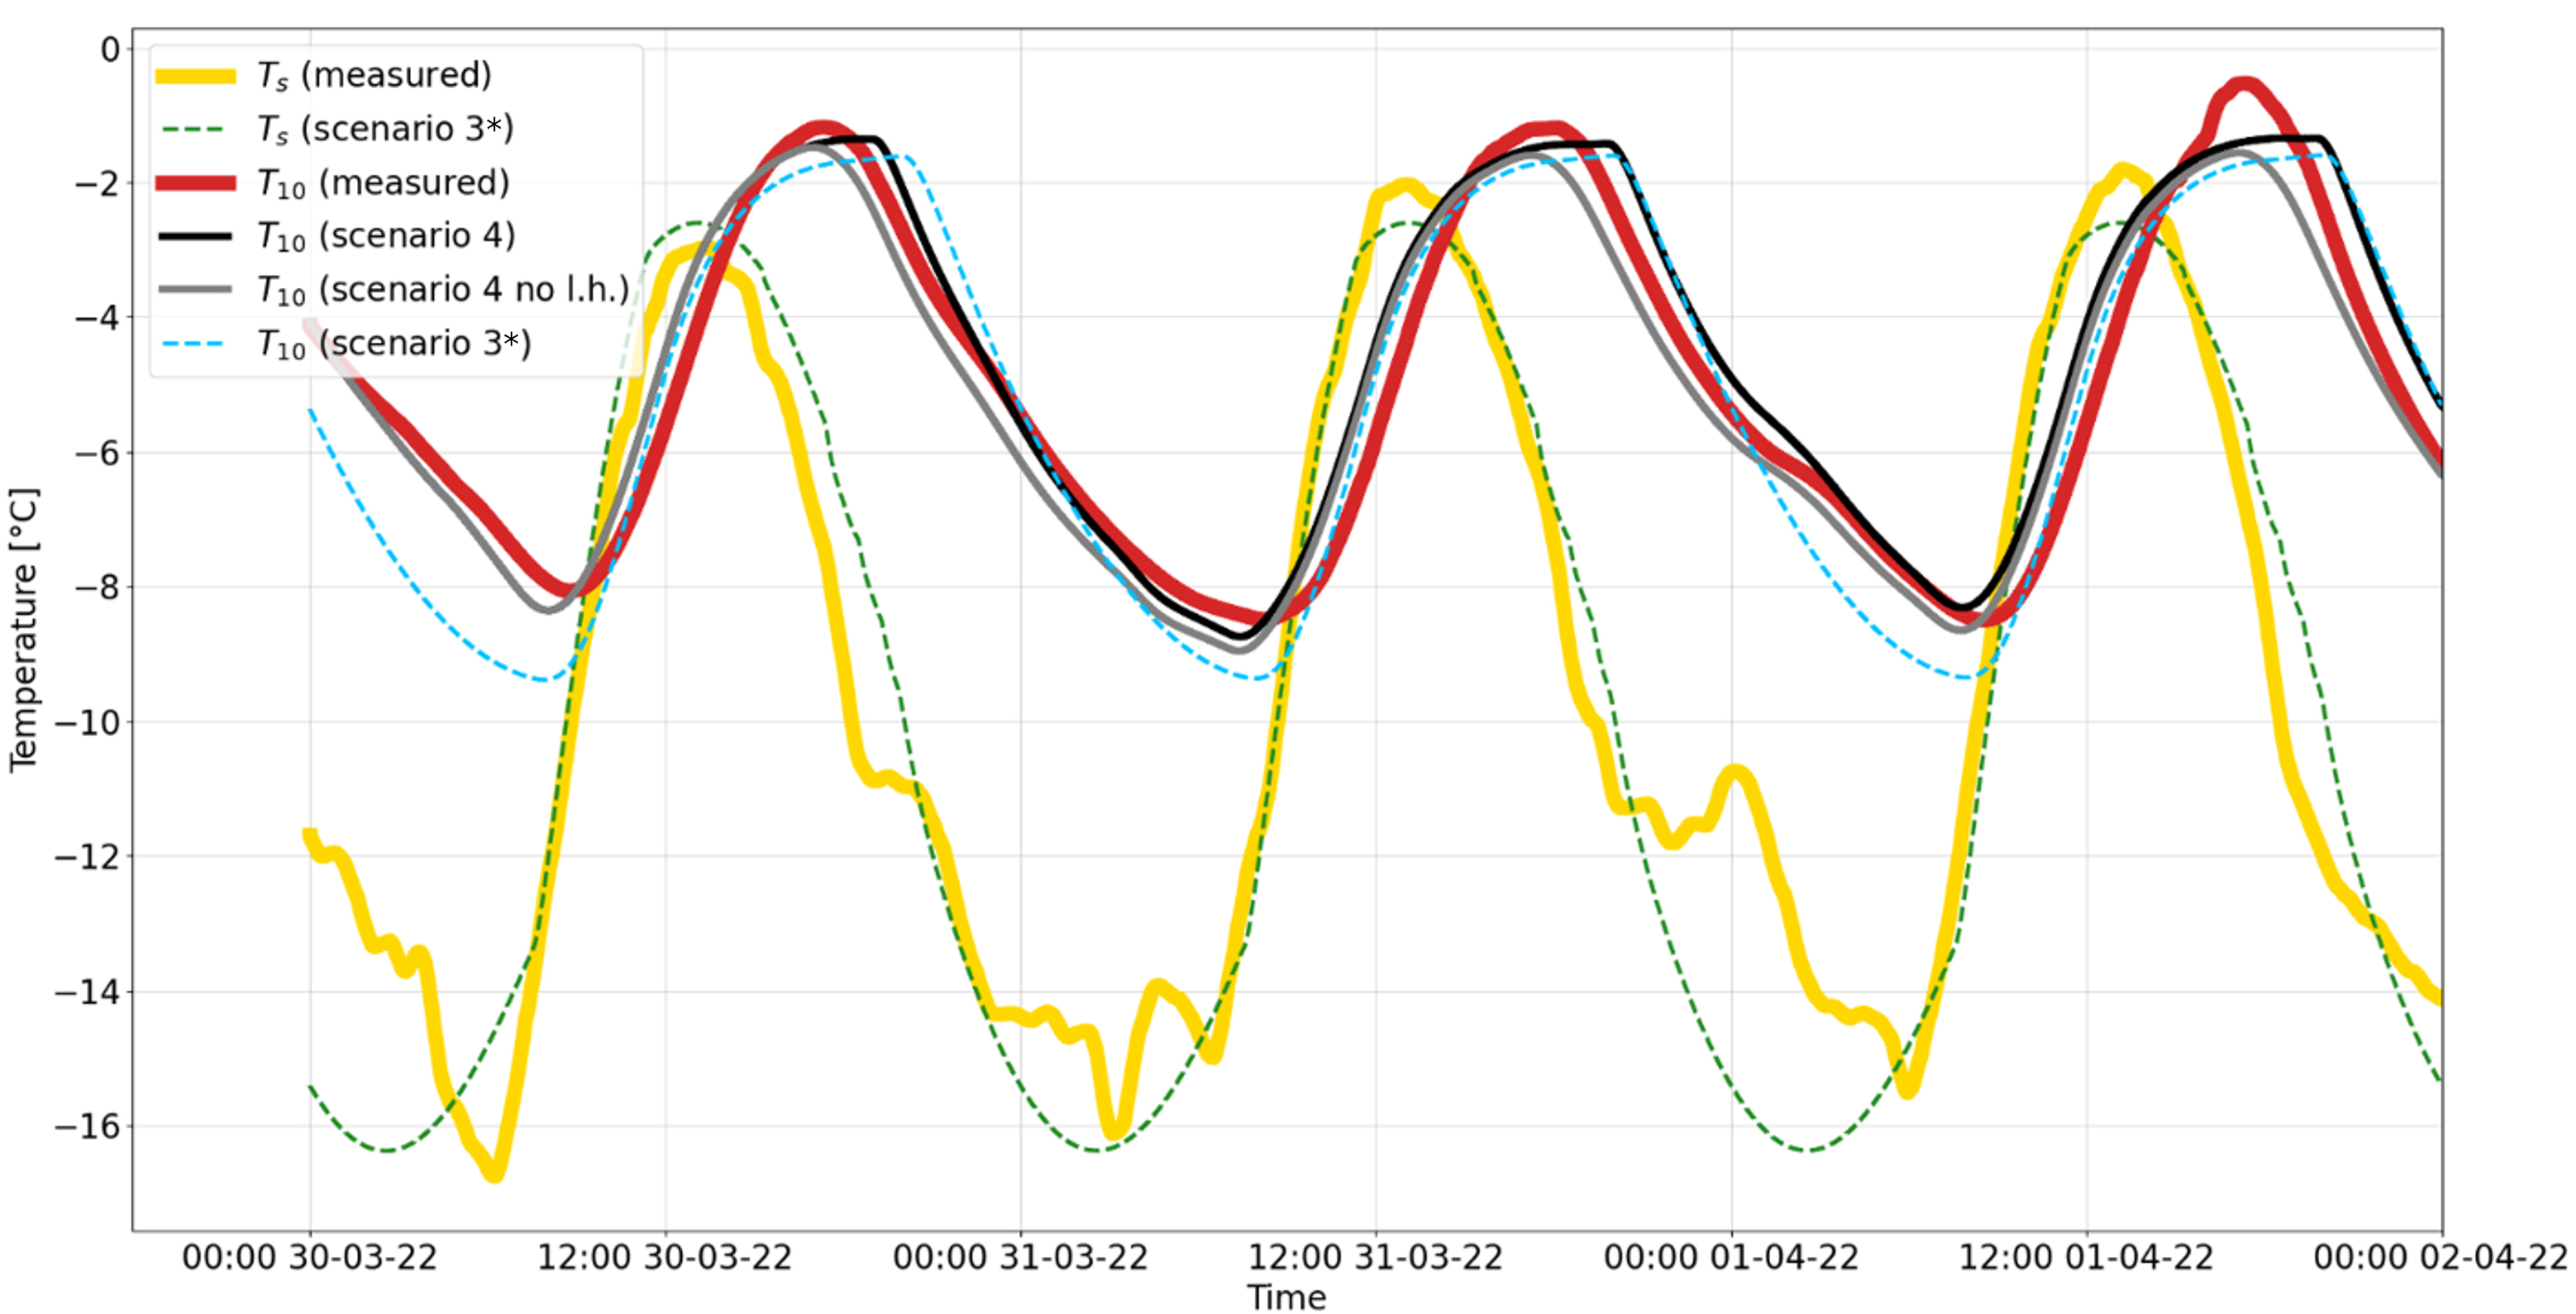 0
−2
−4
−6
−8
−10
−12
−14
−16
Temperature [°C]
Tₛ (measured)
Tₛ (scenario 3*)
T₁₀ (measured)
T₁₀ (scenario 4)
T₁₀ (scenario 4 no l.h.)
T₁₀ (scenario 3*)
00:00 30-03-22
12:00 30-03-22
00:00 31-03-22
12:00 31-03-22
00:00 01-04-22
12:00 01-04-22
00:00 02-04-22
Time